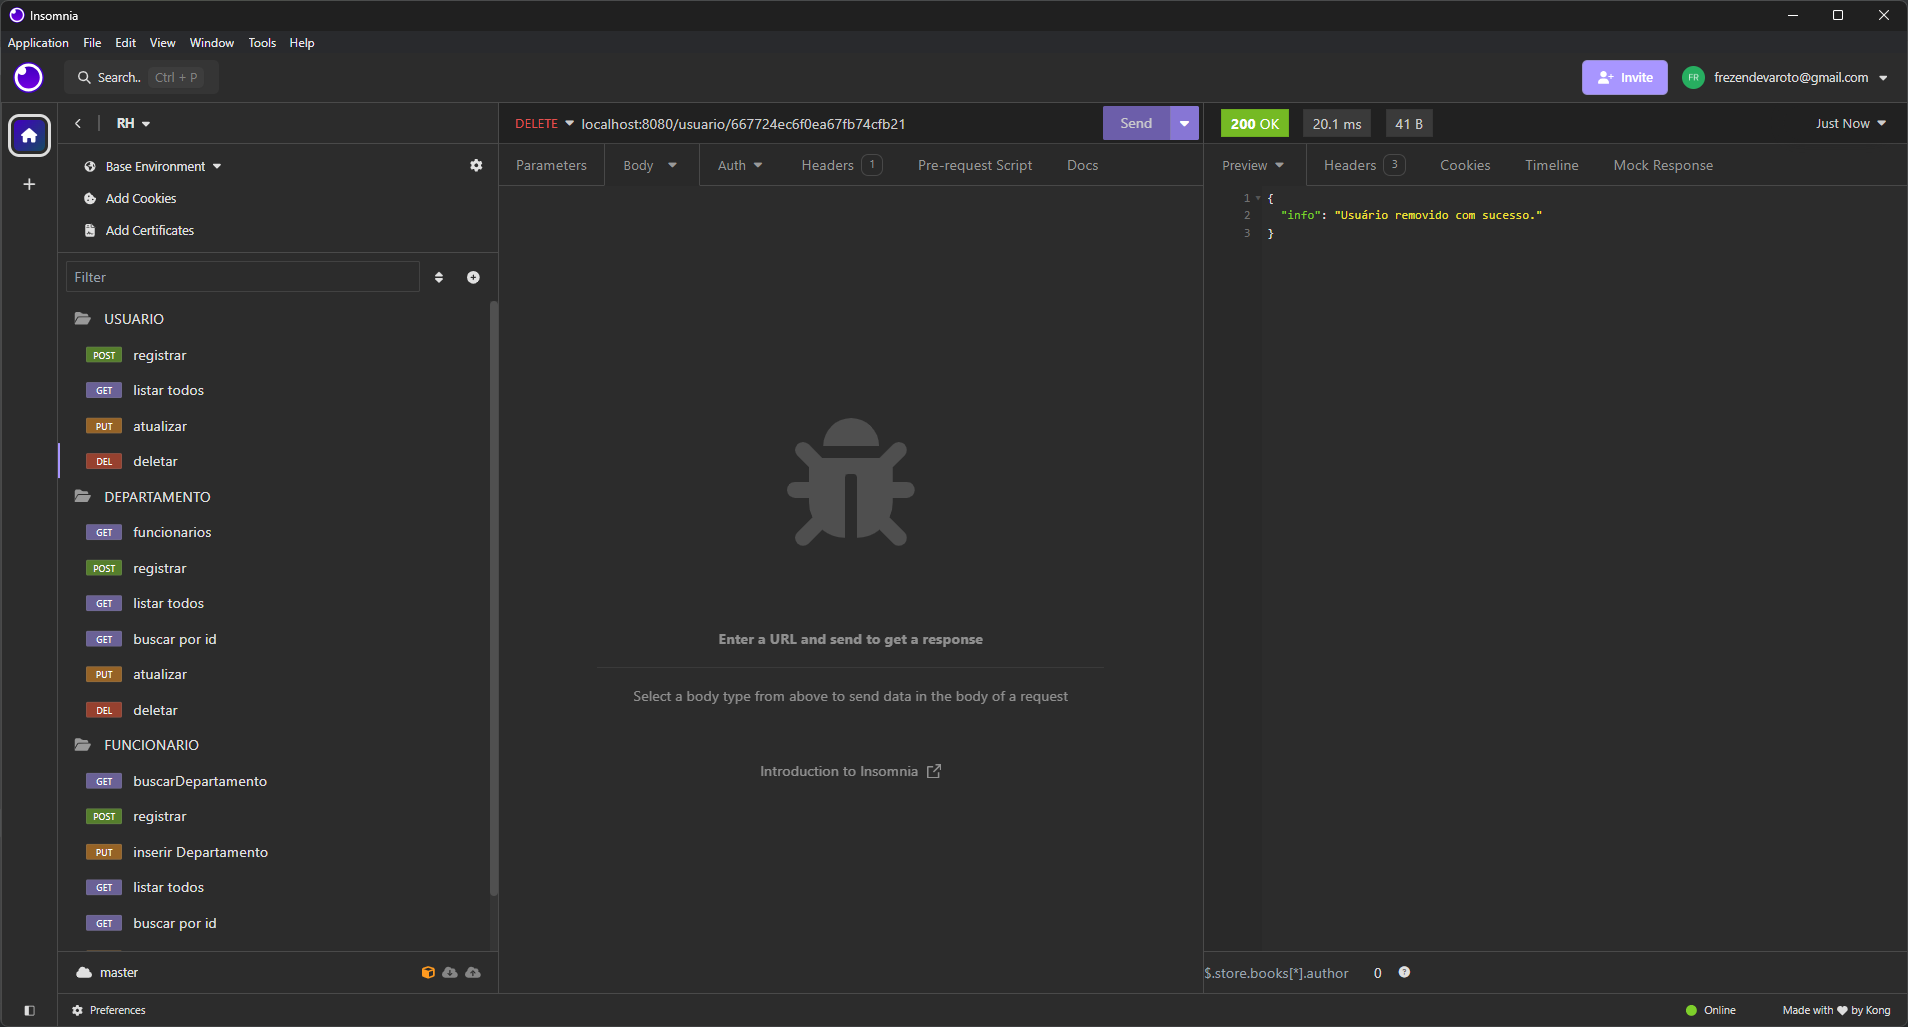 Insomnia
Application File Edit View Window Tools Help
Search.. Ctrl + P
Invite
FR frezendevaroto@gmail.com
RH
DELETE localhost:8080/usuario/667724ec6f0ea67fb74cfb21 Send
200 OK 20.1 ms 41 B Just Now
Base Environment
Add Cookies
Add Certificates
Parameters Body Auth Headers 1 Pre-request Script Docs
Preview Headers 3 Cookies Timeline Mock Response
1 {
2 "info": "Usuário removido com sucesso."
3 }
Filter
USUARIO
POST registrar
GET listar todos
PUT atualizar
DEL deletar
DEPARTAMENTO
GET funcionarios
POST registrar
GET listar todos
GET buscar por id
PUT atualizar
DEL deletar
FUNCIONARIO
GET buscarDepartamento
POST registrar
PUT inserir Departamento
GET listar todos
GET buscar por id
Enter a URL and send to get a response
Select a body type from above to send data in the body of a request
Introduction to Insomnia
master
$.store.books[*].author 0 ?
Preferences
Online
Made with ♥ by Kong